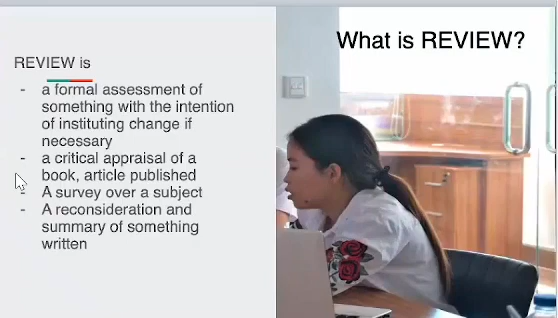 What is REVIEW?
REVIEW is
- a formal assessment of
something with the intention
of instituting change if
necessary
- a critical appraisal of a
book, article published
- A survey over a subject
- A reconsideration and
summary of something
written